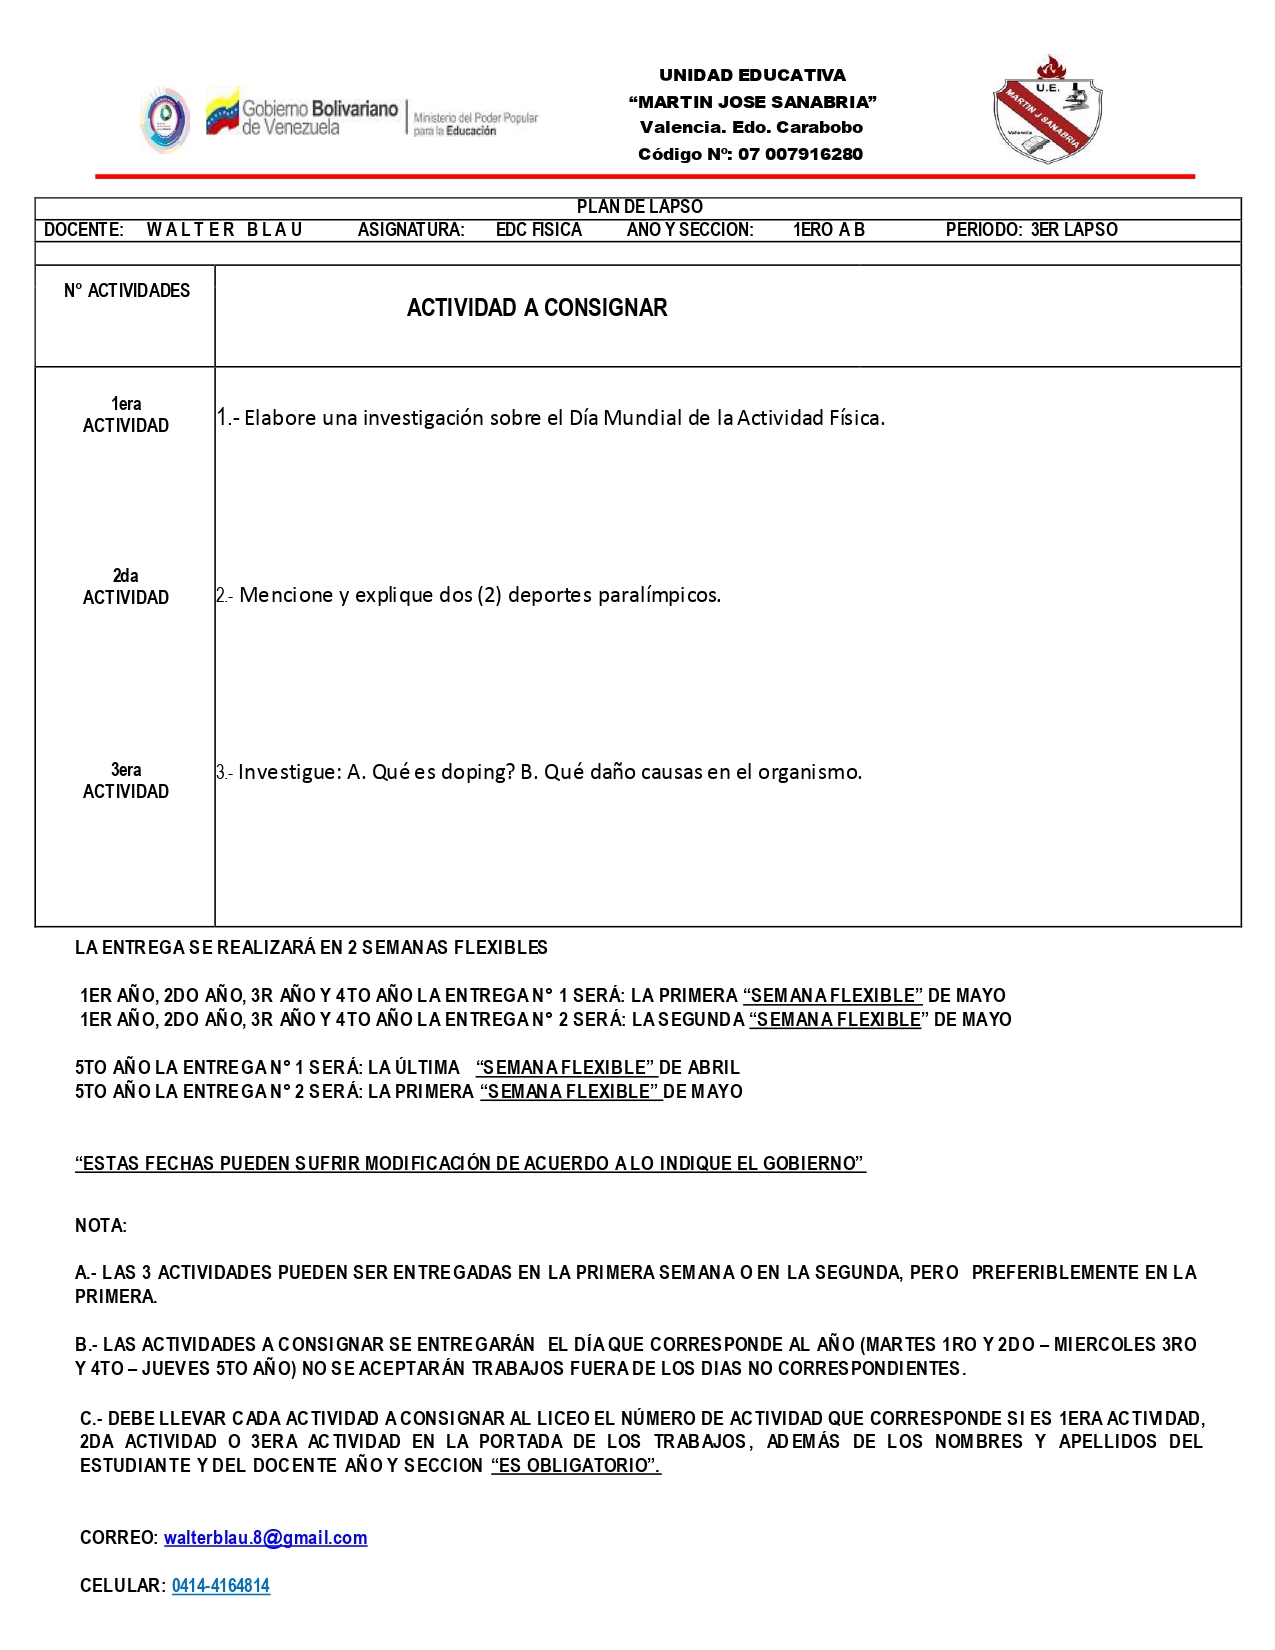 Gobierno Bolivariano
de Venezuela
Ministerio del Poder Popular
para la Educación
UNIDAD EDUCATIVA
“MARTIN JOSE SANABRIA”
Valencia. Edo. Carabobo
Código Nº: 07 007916280
U.E.
MARTIN J SANABRIA
Valencia
PLAN DE LAPSO
DOCENTE: WALTER BLAU ASIGNATURA: EDC FISICA ANO Y SECCION: 1ERO A B PERIODO: 3ER LAPSO
N° ACTIVIDADES
ACTIVIDAD A CONSIGNAR
1era
ACTIVIDAD
1.- Elabore una investigación sobre el Día Mundial de la Actividad Física.
2da
ACTIVIDAD
2.- Mencione y explique dos (2) deportes paralímpicos.
3era
ACTIVIDAD
3.- Investigue: A. Qué es doping? B. Qué daño causas en el organismo.
LA ENTREGA SE REALIZARÁ EN 2 SEMANAS FLEXIBLES
1ER AÑO, 2DO AÑO, 3R AÑO Y 4TO AÑO LA ENTREGA N° 1 SERÁ: LA PRIMERA “SEMANA FLEXIBLE” DE MAYO
1ER AÑO, 2DO AÑO, 3R AÑO Y 4TO AÑO LA ENTREGA N° 2 SERÁ: LA SEGUNDA “SEMANA FLEXIBLE” DE MAYO
5TO AÑO LA ENTREGA N° 1 SERÁ: LA ÚLTIMA “SEMANA FLEXIBLE” DE ABRIL
5TO AÑO LA ENTREGA N° 2 SERÁ: LA PRIMERA “SEMANA FLEXIBLE” DE MAYO
“ESTAS FECHAS PUEDEN SUFRIR MODIFICACIÓN DE ACUERDO A LO INDIQUE EL GOBIERNO”
NOTA:
A.- LAS 3 ACTIVIDADES PUEDEN SER ENTREGADAS EN LA PRIMERA SEMANA O EN LA SEGUNDA, PERO PREFERIBLEMENTE EN LA
PRIMERA.
B.- LAS ACTIVIDADES A CONSIGNAR SE ENTREGARÁN EL DÍA QUE CORRESPONDE AL AÑO (MARTES 1RO Y 2DO – MIERCOLES 3RO
Y 4TO – JUEVES 5TO AÑO) NO SE ACEPTARÁN TRABAJOS FUERA DE LOS DIAS NO CORRESPONDIENTES.
C.- DEBE LLEVAR CADA ACTIVIDAD A CONSIGNAR AL LICEO EL NÚMERO DE ACTIVIDAD QUE CORRESPONDE SI ES 1ERA ACTIVIDAD,
2DA ACTIVIDAD O 3ERA ACTIVIDAD EN LA PORTADA DE LOS TRABAJOS, ADEMÁS DE LOS NOMBRES Y APELLIDOS DEL
ESTUDIANTE Y DEL DOCENTE AÑO Y SECCION “ES OBLIGATORIO”.
CORREO: walterblau.8@gmail.com
CELULAR: 0414-4164814